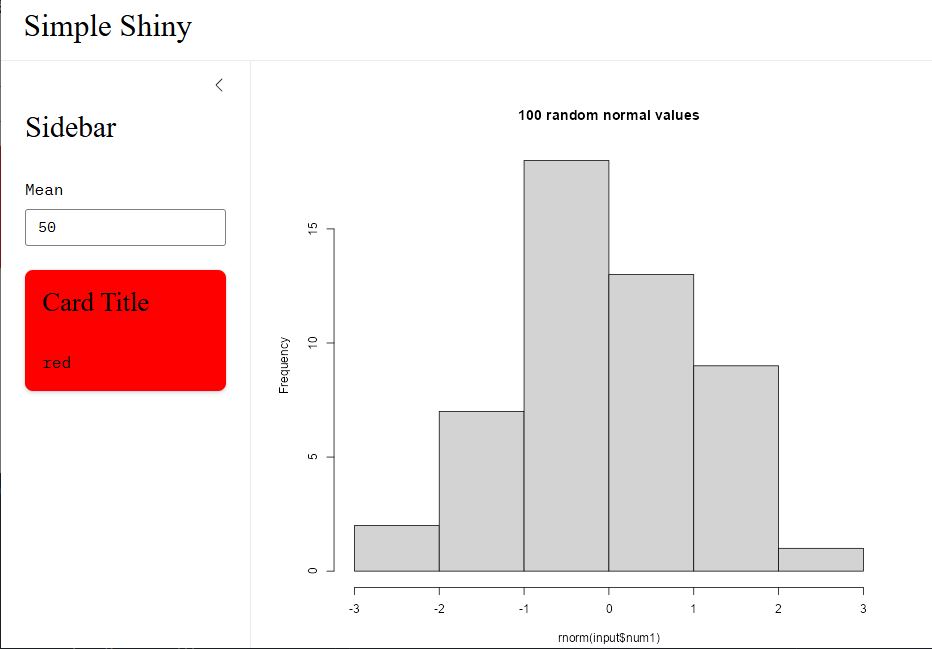 Simple Shiny
Sidebar
Mean
50
Card Title
red
100 random normal values
Frequency
15
10
5
0
-3 -2 -1 0 1 2 3
rnorm(input$num1)